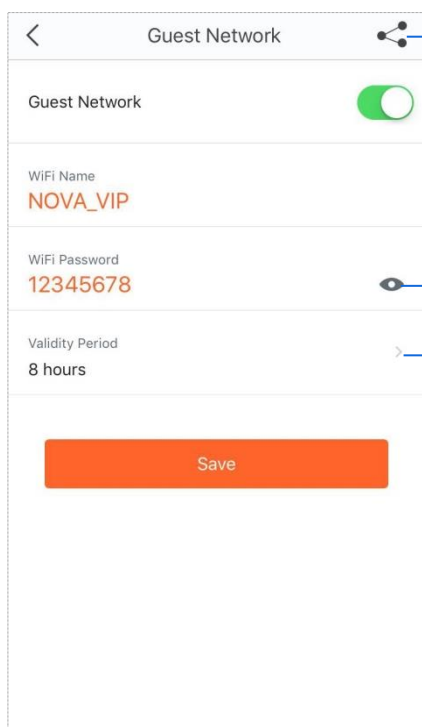 Guest Network
Guest Network
WiFi Name
NOVA_VIP
WiFi Password
12345678
Validity Period
8 hours
Save